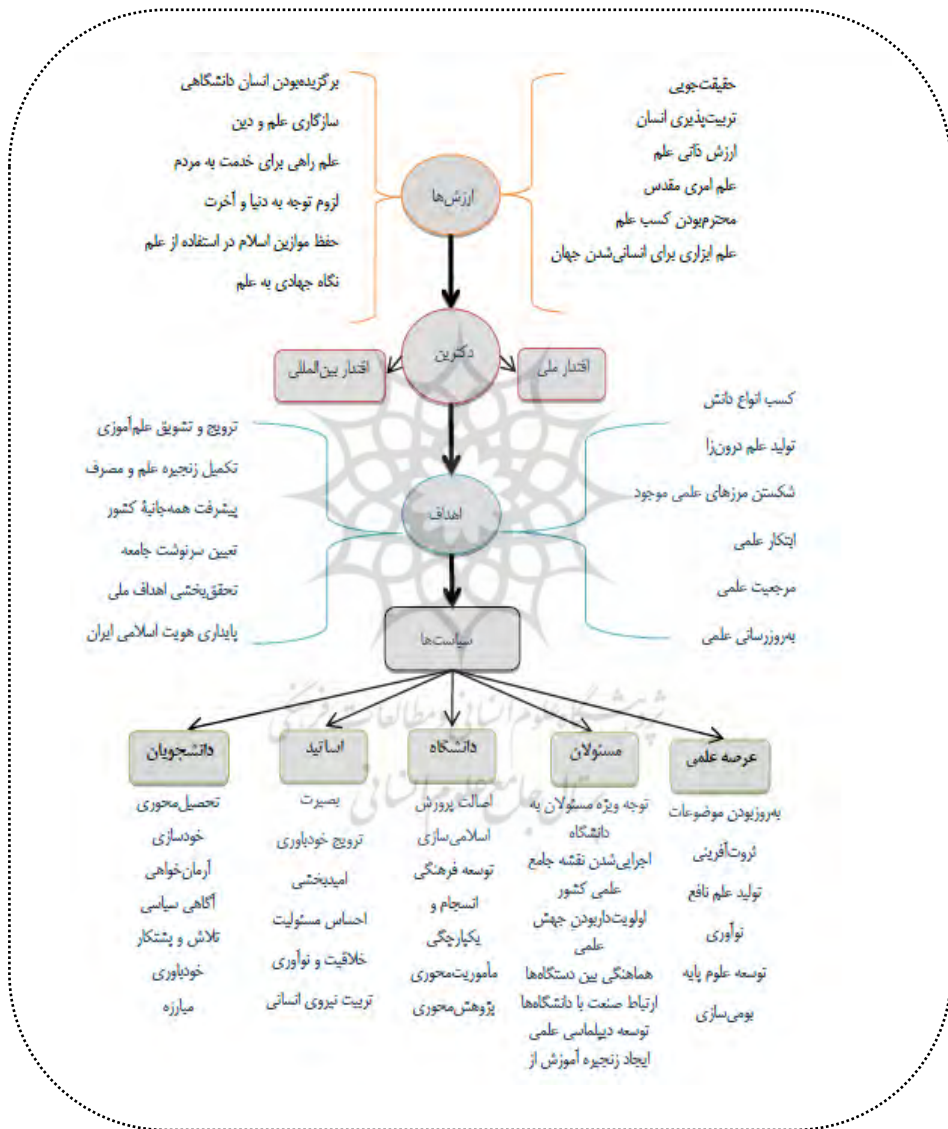 حقیقت‌جویی
تربیت‌پذیری انسان
ارزش ذاتی علم
علم امری مقدس
محترم‌بودن کسب علم
علم ابزاری برای انسانی‌شدن جهان
ارزش‌ها
برگزیده‌بودن انسان دانشگاهی
سازگاری علم و دین
علم راهی برای خدمت به مردم
لزوم توجه به دنیا و آخرت
حفظ موازین اسلام در استفاده از علم
نگاه جهادی به علم
اقتدار ملی
دکترین
اقتدار بین‌المللی
کسب انواع دانش
تولید علم درون‌زا
شکستن مرزهای علمی موجود
ابتکار علمی
مرجعیت علمی
به‌روزرسانی علمی
اهداف
ترویج و تشویق علم‌آموزی
تکمیل زنجیره علم و مصرف
پیشرفت همه‌جانبهٔ کشور
تعیین سرنوشت جامعه
تحقق‌بخشی اهداف ملی
پایداری هویت اسلامی ایران
سیاست‌ها
پژوهشگاه علوم انسانی و مطالعات فرهنگی
پرتال جامع علوم انسانی
عرصه علمی
به‌روزبودن موضوعات
ثروت‌آفرینی
تولید علم نافع
نوآوری
توسعه علوم پایه
بومی‌سازی
مسئولان
توجه ویژه مسئولان به
دانشگاه
اجرایی‌شدن نقشه جامع
علمی کشور
اولویت‌داربودن جهش
علمی
هماهنگی بین دستگاه‌ها
ارتباط صنعت با دانشگاه‌ها
توسعه دیپلماسی علمی
ایجاد زنجیره آموزش از
دانشگاه
اصالت پرورش
اسلامی‌سازی
توسعه فرهنگی
انسجام و
یکپارچگی
مأموریت‌محوری
پژوهش‌محوری
اساتید
بصیرت
ترویج خودباوری
امیدبخشی
احساس مسئولیت
خلاقیت و نوآوری
تربیت نیروی انسانی
دانشجویان
تحصیل‌محوری
خودسازی
آرمان‌خواهی
آگاهی سیاسی
تلاش و پشتکار
خودباوری
مبارزه